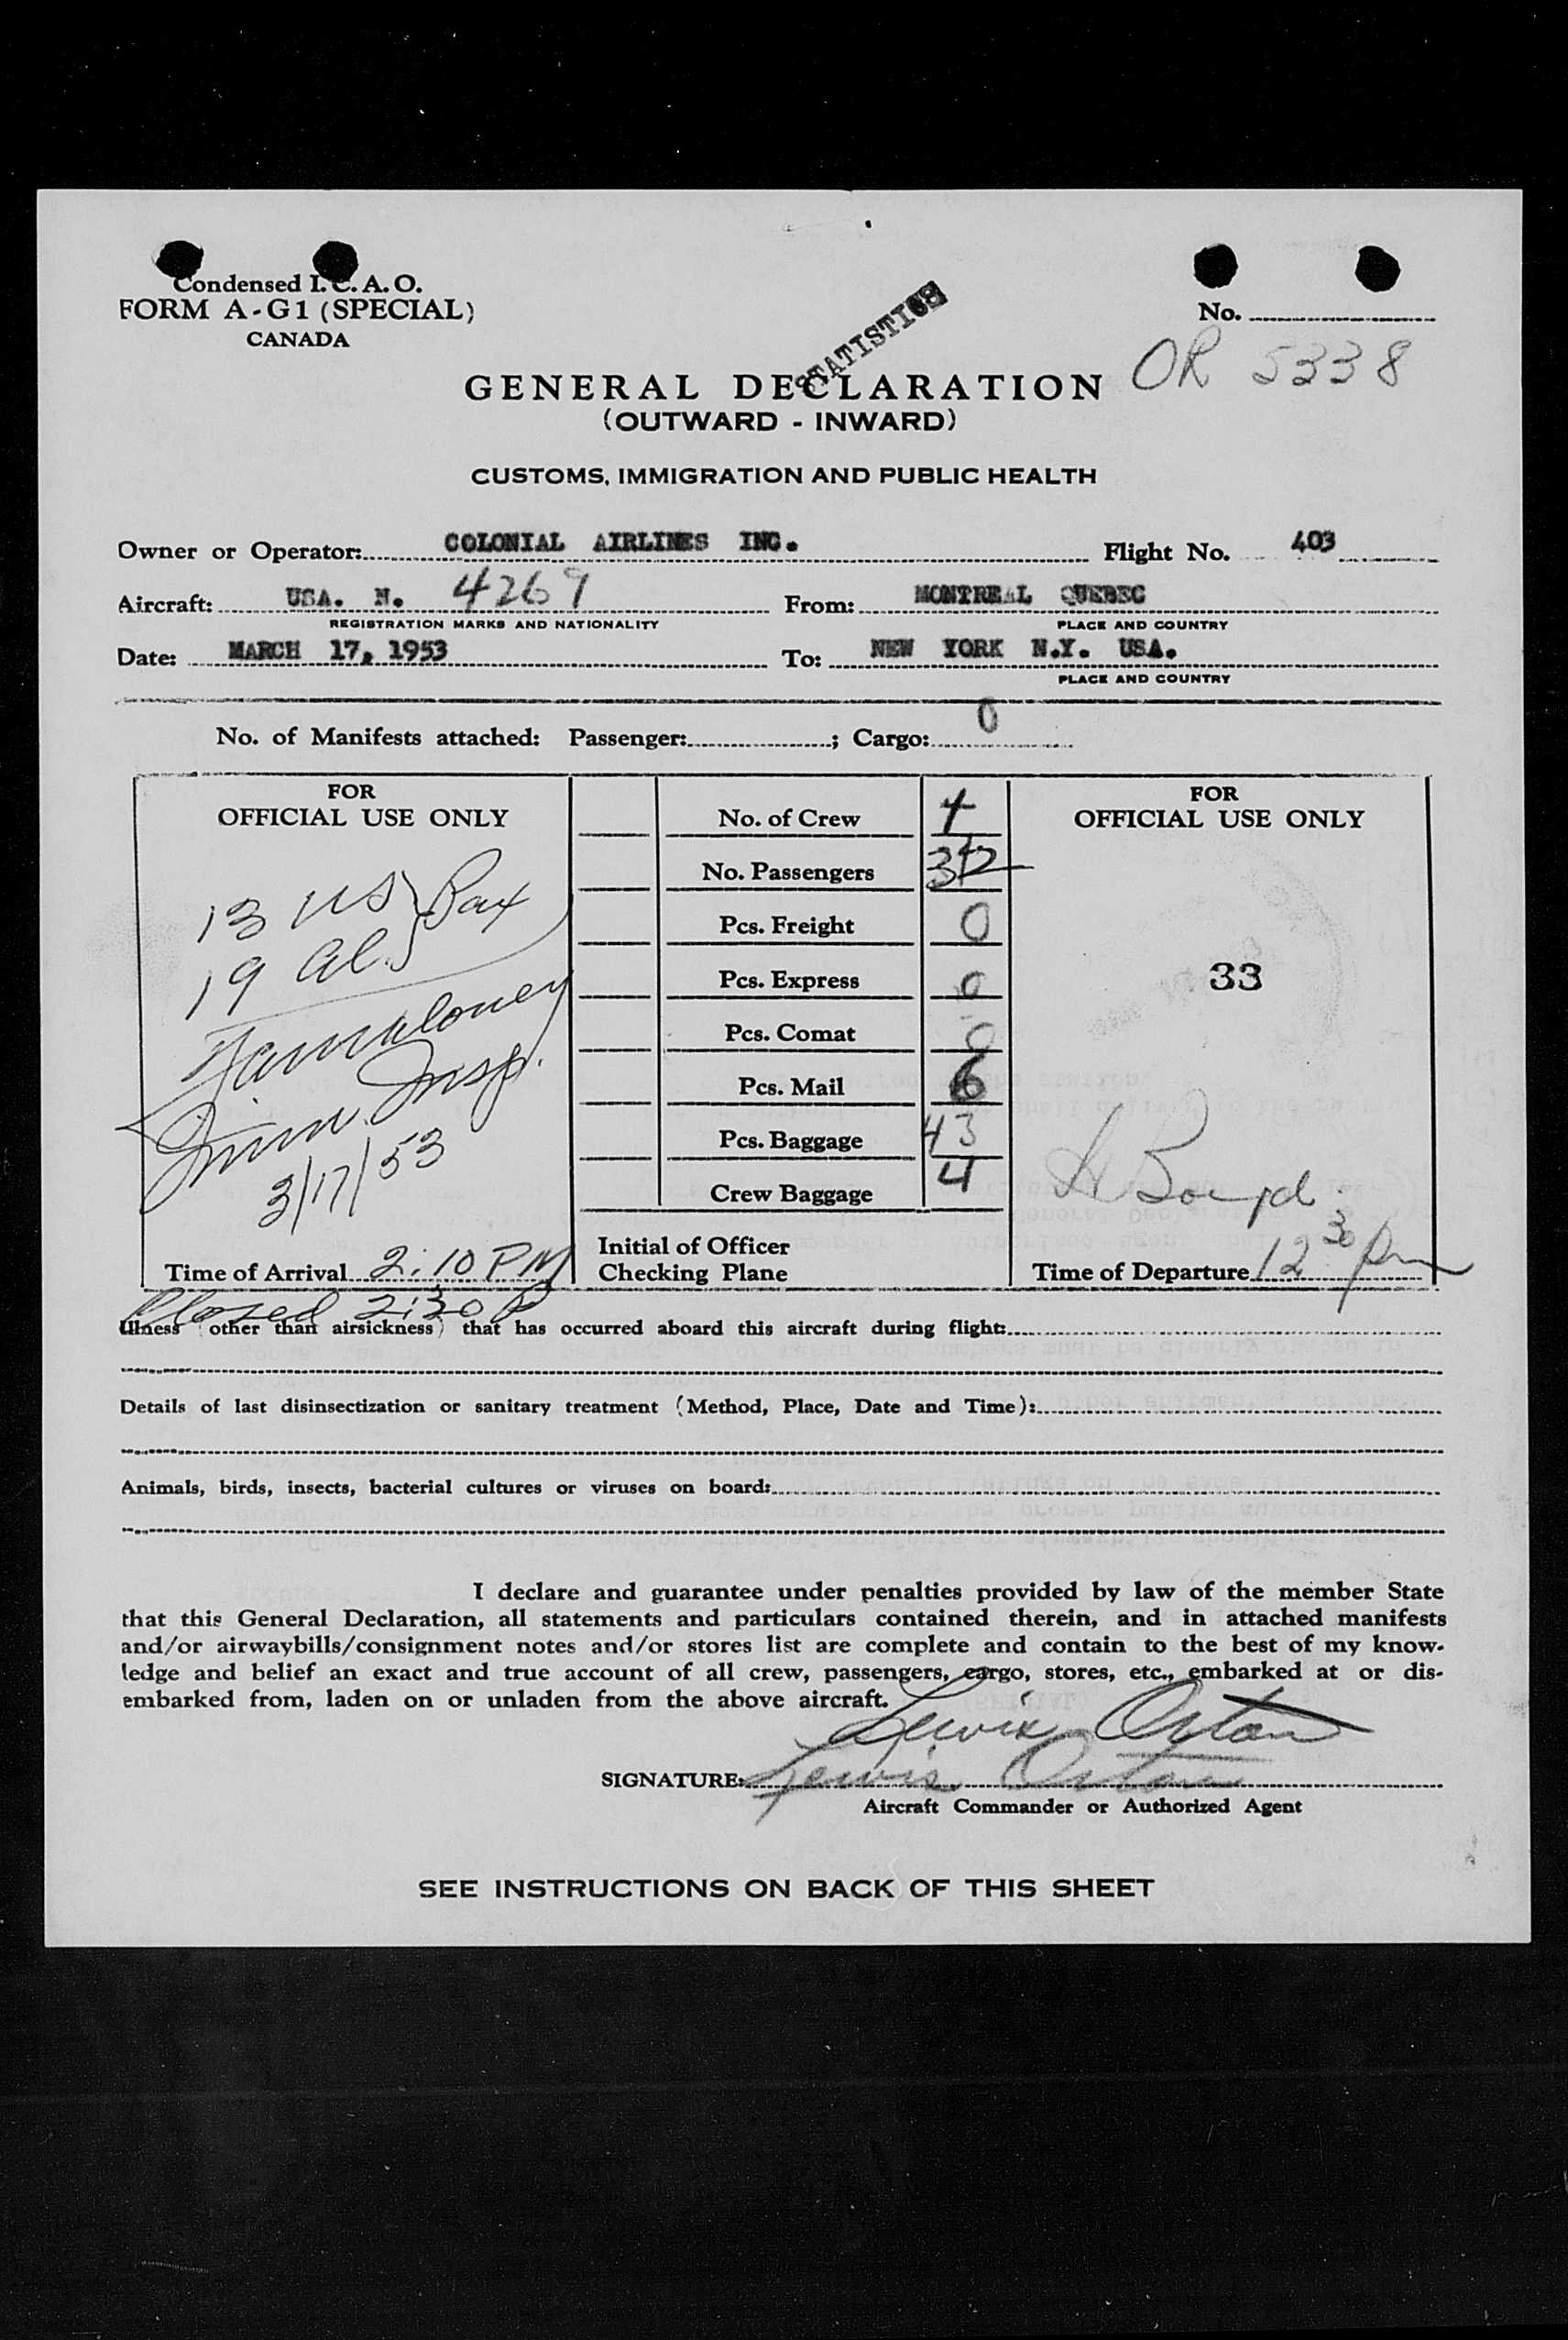 Condensed I.C.A.O.
FORM A-G1 (SPECIAL)
CANADA
No.
STATISTICS
OR 5338
GENERAL DECLARATION
(OUTWARD - INWARD)
CUSTOMS, IMMIGRATION AND PUBLIC HEALTH
Owner or Operator: COLONIAL AIRLINES INC. Flight No. 403
Aircraft: USA. N. 4269 From: MONTREAL QUEBEC
REGISTRATION MARKS AND NATIONALITY PLACE AND COUNTRY
Date: MARCH 17, 1953 To: NEW YORK N.Y. USA.
PLACE AND COUNTRY
No. of Manifests attached: Passenger: ; Cargo: 0
FOR
OFFICIAL USE ONLY
13 US } Pax
19 Al.
Imm. Insp.
3/17/53
Time of Arrival 2:10 PM
Closed 2:30 P
No. of Crew 4
No. Passengers 32
Pcs. Freight 0
Pcs. Express 0
Pcs. Comat 0
Pcs. Mail 6
Pcs. Baggage 43
Crew Baggage 4
Initial of Officer
Checking Plane
FOR
OFFICIAL USE ONLY
33
Time of Departure 12 30 pm
Illness (other than airsickness) that has occurred aboard this aircraft during flight:
Details of last disinsectization or sanitary treatment (Method, Place, Date and Time):
Animals, birds, insects, bacterial cultures or viruses on board:
I declare and guarantee under penalties provided by law of the member State
that this General Declaration, all statements and particulars contained therein, and in attached manifests
and/or airwaybills/consignment notes and/or stores list are complete and contain to the best of my know-
ledge and belief an exact and true account of all crew, passengers, cargo, stores, etc., embarked at or dis-
embarked from, laden on or unladen from the above aircraft.
Lewis Orton
SIGNATURE: Lewis Orton
Aircraft Commander or Authorized Agent
SEE INSTRUCTIONS ON BACK OF THIS SHEET